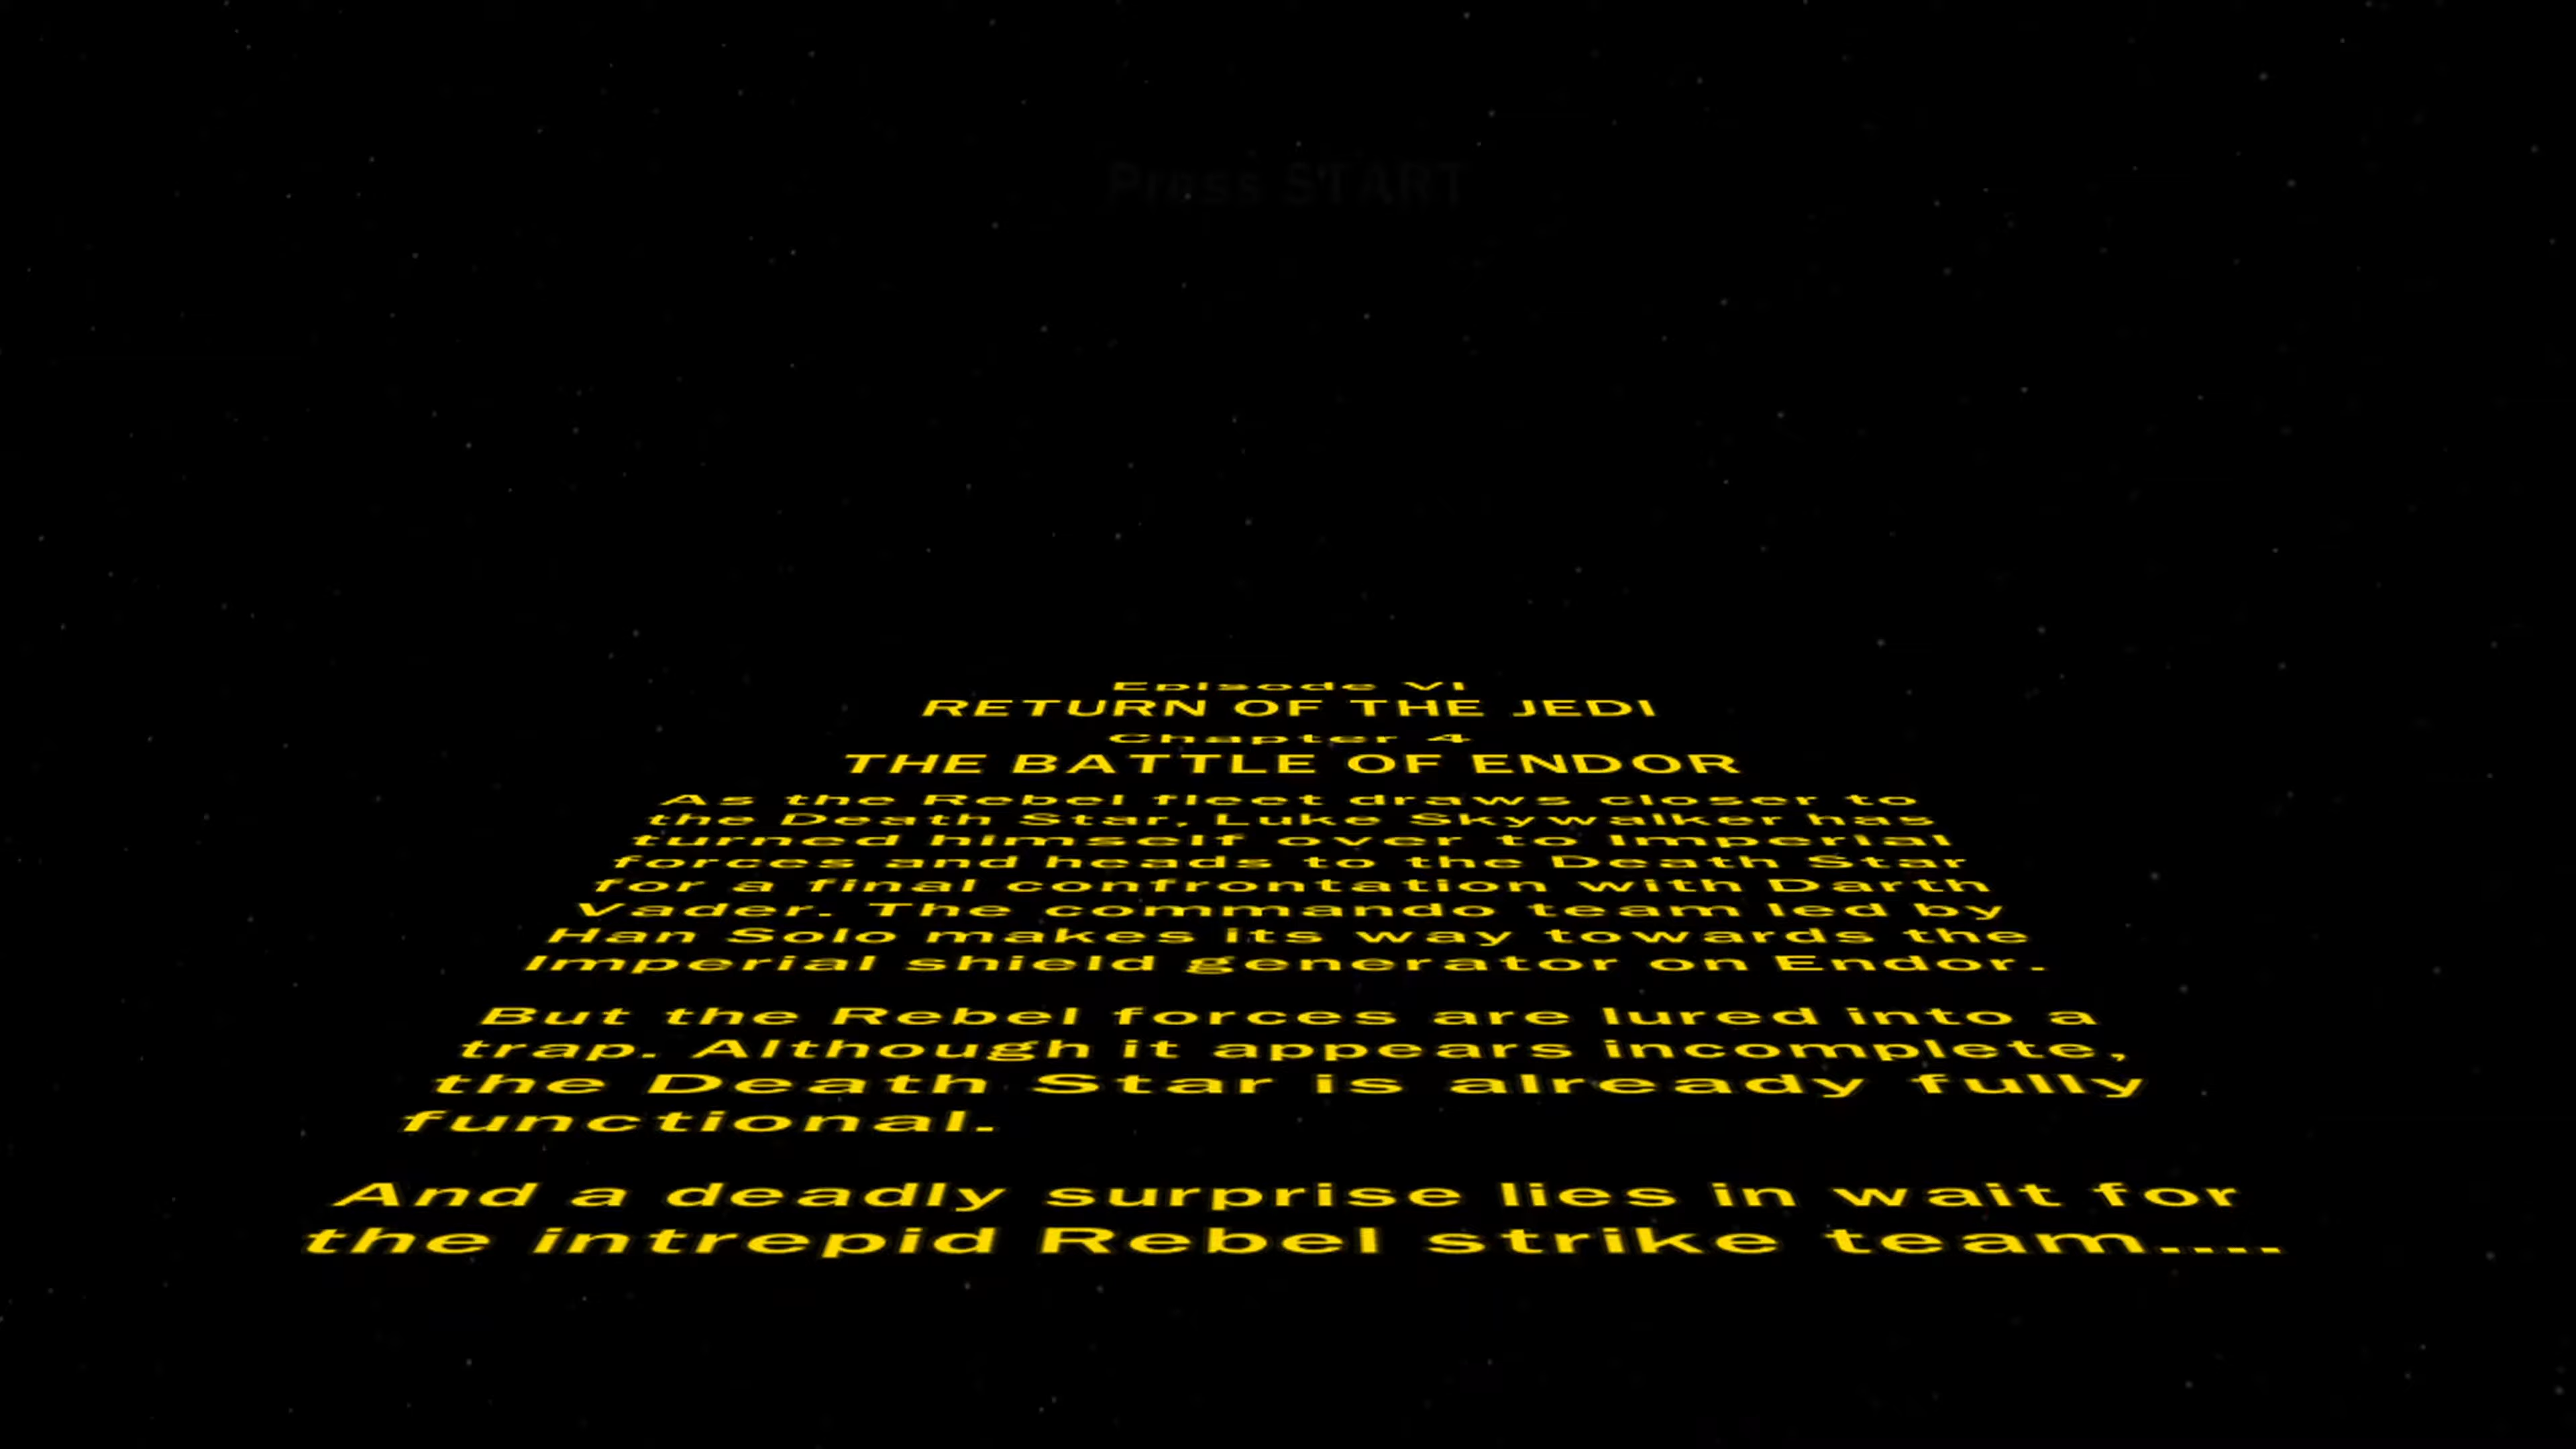 Press START
Episode VI
RETURN OF THE JEDI
Chapter 4
THE BATTLE OF ENDOR
As the Rebel fleet draws closer to
the Death Star, Luke Skywalker has
turned himself over to Imperial
forces and heads to the Death Star
for a final confrontation with Darth
Vader. The commando team led by
Han Solo makes its way towards the
Imperial shield generator on Endor.
But the Rebel forces are lured into a
trap. Although it appears incomplete,
the Death Star is already fully
functional.
And a deadly surprise lies in wait for
the intrepid Rebel strike team....